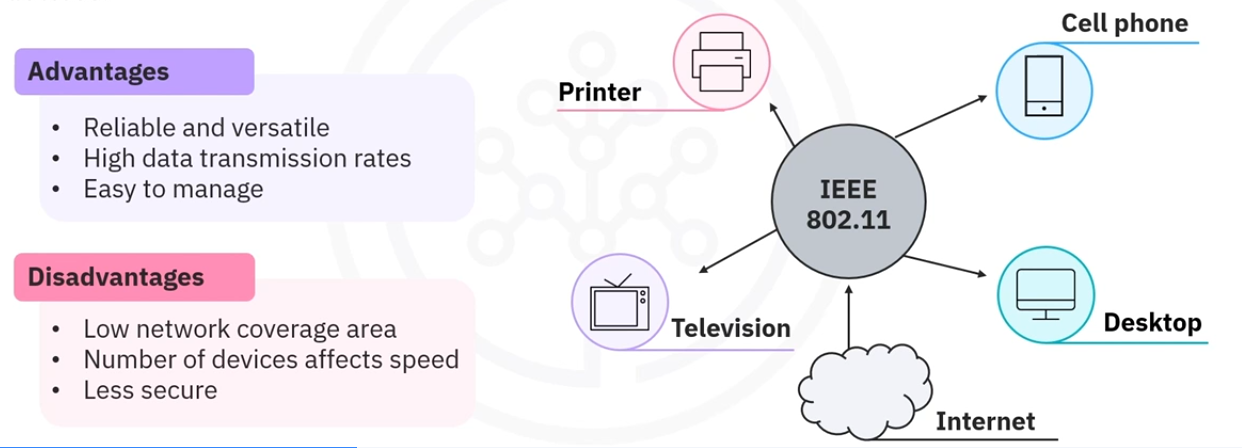 Advantages
• Reliable and versatile
• High data transmission rates
• Easy to manage
Disadvantages
• Low network coverage area
• Number of devices affects speed
• Less secure
Cell phone
Printer
IEEE
802.11
Television
Desktop
Internet